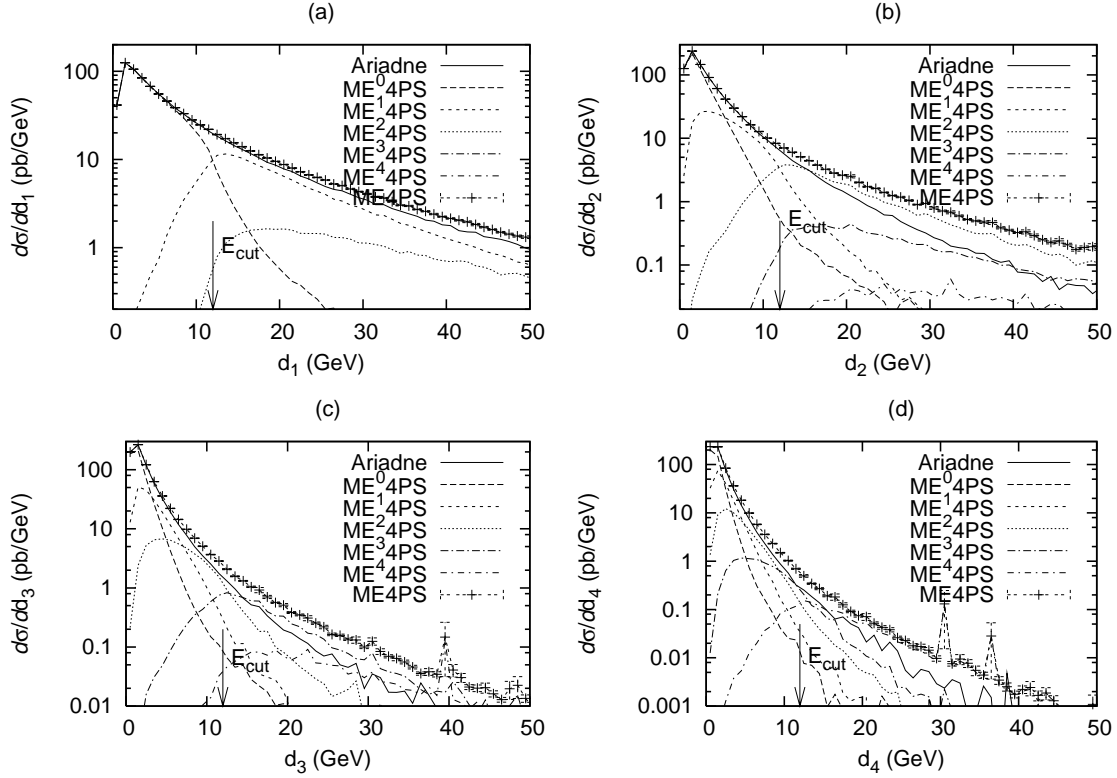 (a)
100
10
1
dσ/dd₁ (pb/GeV)
0 10 20 30 40 50
d₁ (GeV)
E_cut
Ariadne
ME⁰4PS
ME¹4PS
ME²4PS
ME³4PS
ME⁴4PS
ME4PS
(b)
100
10
1
0.1
dσ/dd₂ (pb/GeV)
0 10 20 30 40 50
d₂ (GeV)
E_cut
Ariadne
ME⁰4PS
ME¹4PS
ME²4PS
ME³4PS
ME⁴4PS
ME4PS
(c)
100
10
1
0.1
0.01
dσ/dd₃ (pb/GeV)
0 10 20 30 40 50
d₃ (GeV)
E_cut
Ariadne
ME⁰4PS
ME¹4PS
ME²4PS
ME³4PS
ME⁴4PS
ME4PS
(d)
100
10
1
0.1
0.01
0.001
dσ/dd₄ (pb/GeV)
0 10 20 30 40 50
d₄ (GeV)
E_cut
Ariadne
ME⁰4PS
ME¹4PS
ME²4PS
ME³4PS
ME⁴4PS
ME4PS